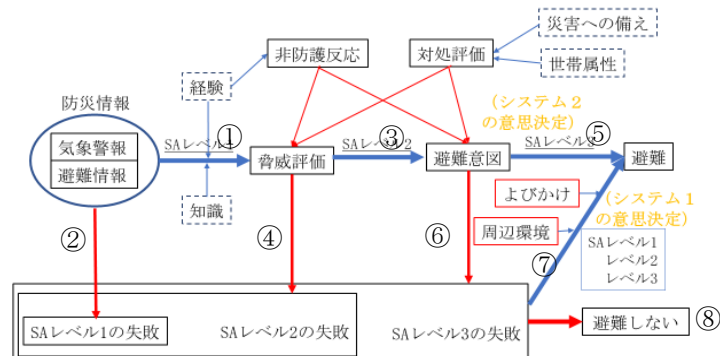 災害への備え
非防護反応
対処評価
世帯属性
経験
防災情報
（システム２
の意思決定）
①
③
⑤
SAレベル1
SAレベル2
SAレベル3
気象警報
避難情報
脅威評価
避難意図
避難
知識
よびかけ
（システム１
の意思決定）
周辺環境
②
④
⑥
⑦
SAレベル1
レベル2
レベル3
SAレベル1の失敗
SAレベル2の失敗
SAレベル3の失敗
避難しない
⑧